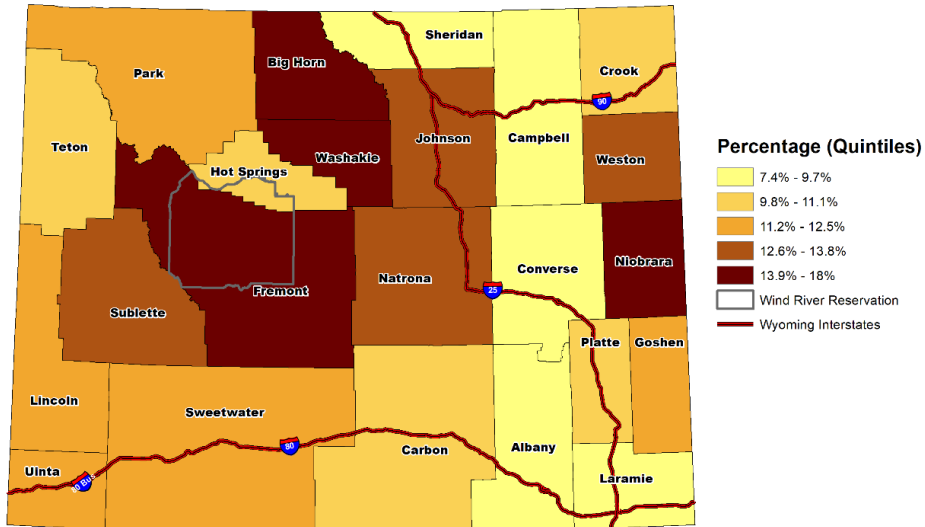 Sheridan
Big Horn
Park
Crook
90
Johnson
Campbell
Teton
Washakie
Weston
Hot Springs
Converse
Niobrara
Natrona
Fremont
25
Sublette
Platte
Goshen
Lincoln
Sweetwater
80
Carbon
Albany
Uinta
80 Bus
Laramie
Percentage (Quintiles)
7.4% - 9.7%
9.8% - 11.1%
11.2% - 12.5%
12.6% - 13.8%
13.9% - 18%
Wind River Reservation
Wyoming Interstates